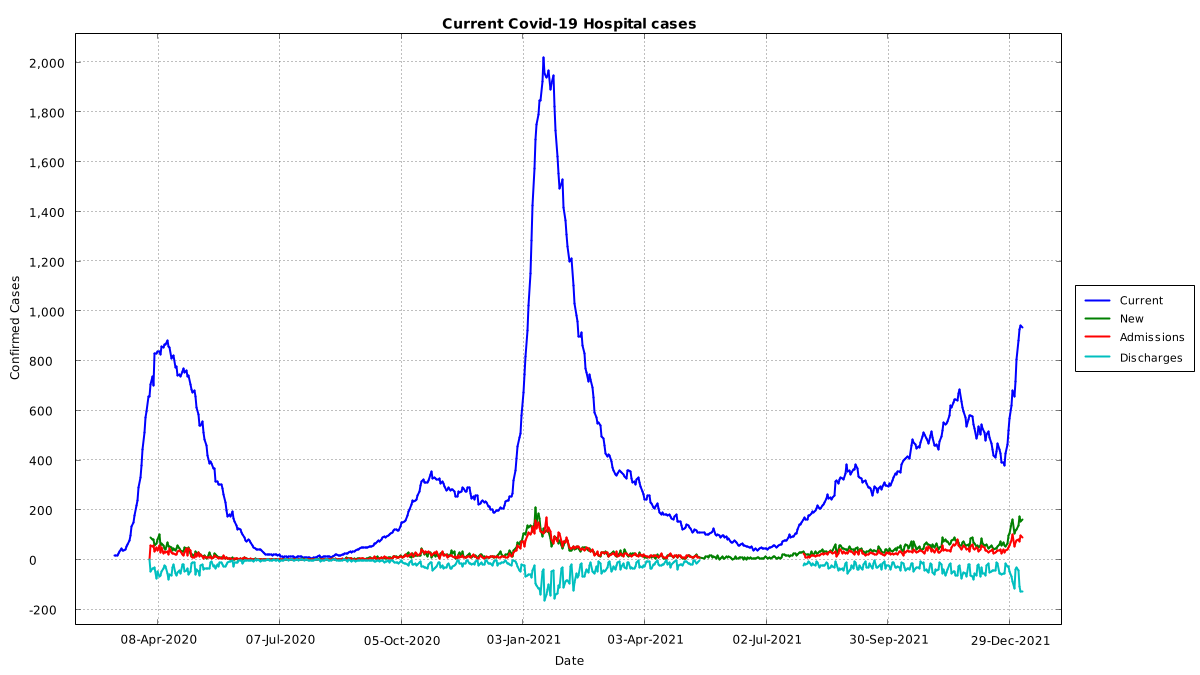 Current Covid-19 Hospital cases
2,000
1,800
1,600
1,400
1,200
1,000
800
600
400
200
0
-200
Confirmed Cases
08-Apr-2020 07-Jul-2020 05-Oct-2020 03-Jan-2021 03-Apr-2021 02-Jul-2021 30-Sep-2021 29-Dec-2021
Date
Current
New
Admissions
Discharges